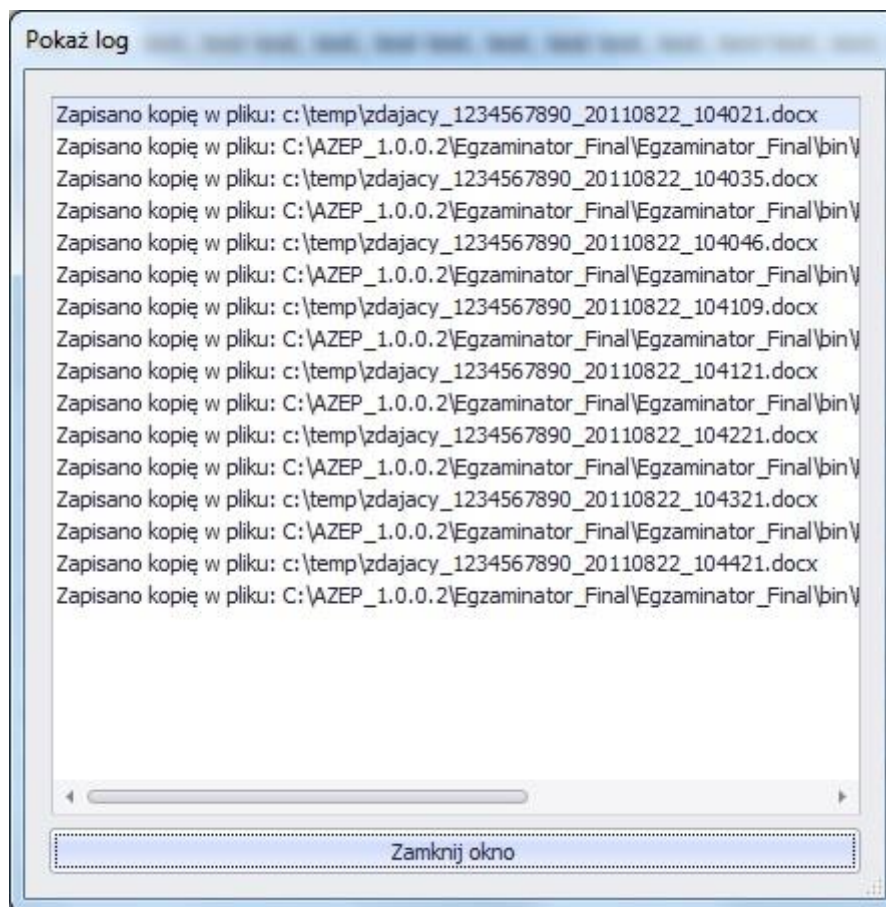 Pokaż log
Zapisano kopię w pliku: c:\temp\zdajacy_1234567890_20110822_104021.docx
Zapisano kopię w pliku: C:\AZEP_1.0.0.2\Egzaminator_Final\Egzaminator_Final\bin\
Zapisano kopię w pliku: c:\temp\zdajacy_1234567890_20110822_104035.docx
Zapisano kopię w pliku: C:\AZEP_1.0.0.2\Egzaminator_Final\Egzaminator_Final\bin\
Zapisano kopię w pliku: c:\temp\zdajacy_1234567890_20110822_104046.docx
Zapisano kopię w pliku: C:\AZEP_1.0.0.2\Egzaminator_Final\Egzaminator_Final\bin\
Zapisano kopię w pliku: c:\temp\zdajacy_1234567890_20110822_104109.docx
Zapisano kopię w pliku: C:\AZEP_1.0.0.2\Egzaminator_Final\Egzaminator_Final\bin\
Zapisano kopię w pliku: c:\temp\zdajacy_1234567890_20110822_104121.docx
Zapisano kopię w pliku: C:\AZEP_1.0.0.2\Egzaminator_Final\Egzaminator_Final\bin\
Zapisano kopię w pliku: c:\temp\zdajacy_1234567890_20110822_104221.docx
Zapisano kopię w pliku: C:\AZEP_1.0.0.2\Egzaminator_Final\Egzaminator_Final\bin\
Zapisano kopię w pliku: c:\temp\zdajacy_1234567890_20110822_104321.docx
Zapisano kopię w pliku: C:\AZEP_1.0.0.2\Egzaminator_Final\Egzaminator_Final\bin\
Zapisano kopię w pliku: c:\temp\zdajacy_1234567890_20110822_104421.docx
Zapisano kopię w pliku: C:\AZEP_1.0.0.2\Egzaminator_Final\Egzaminator_Final\bin\
Zamknij okno